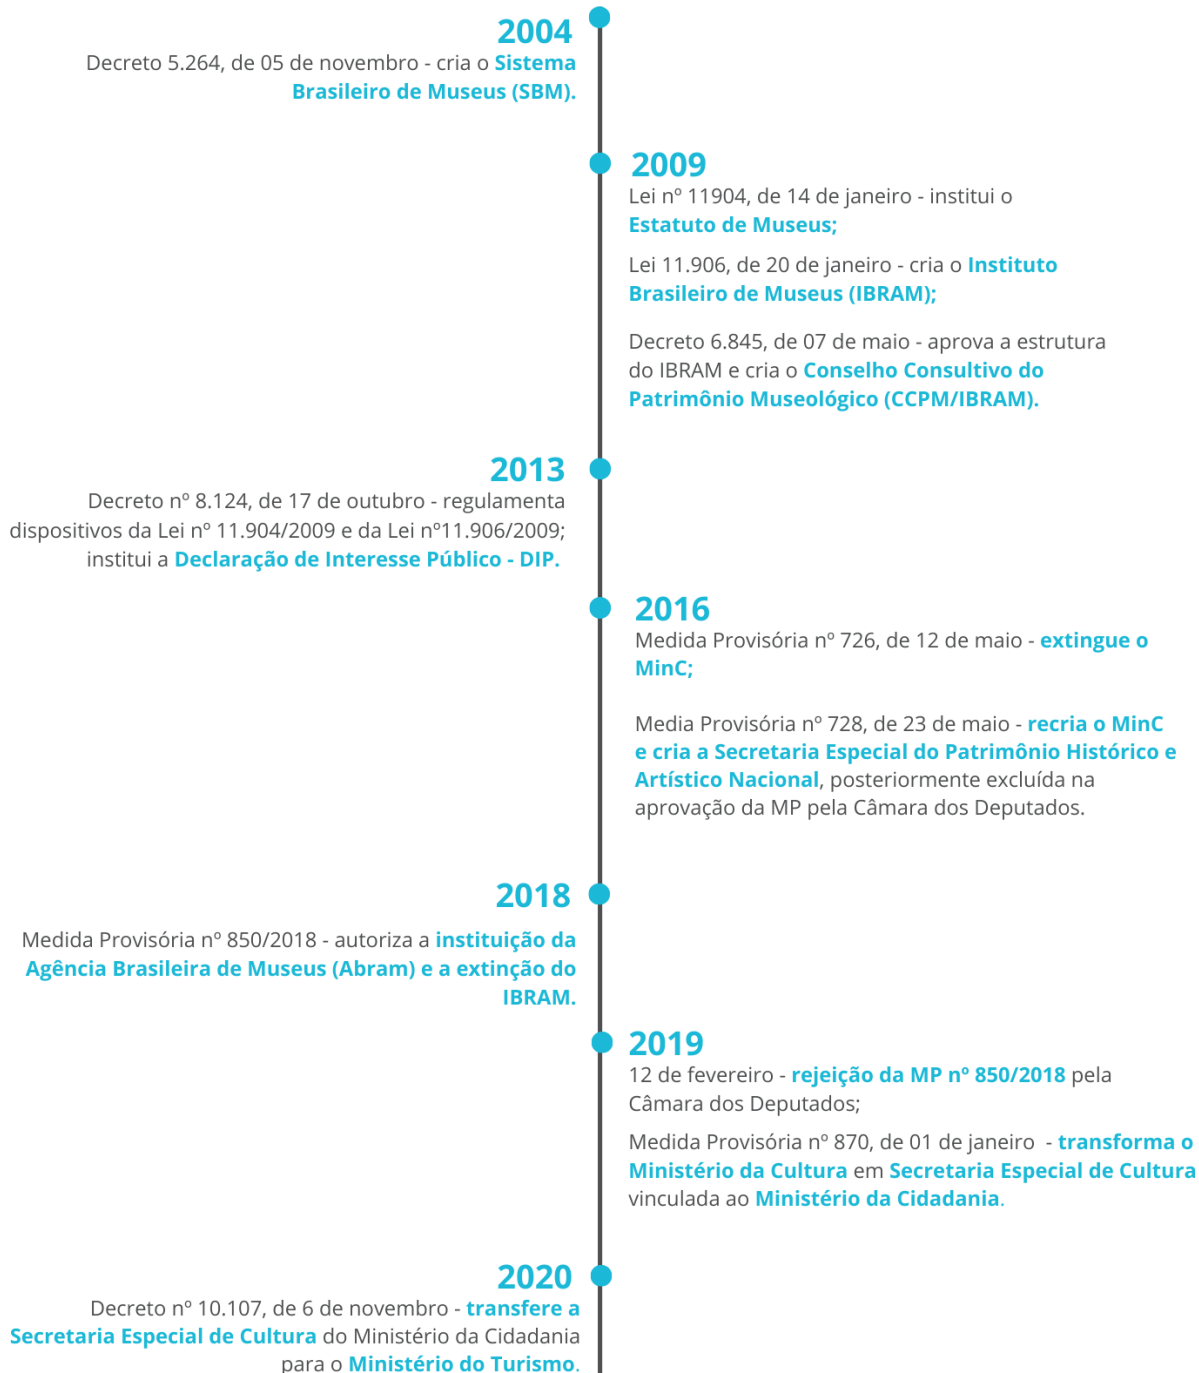 2004
Decreto 5.264, de 05 de novembro - cria o Sistema
Brasileiro de Museus (SBM).
2009
Lei nº 11904, de 14 de janeiro - institui o
Estatuto de Museus;
Lei 11.906, de 20 de janeiro - cria o Instituto
Brasileiro de Museus (IBRAM);
Decreto 6.845, de 07 de maio - aprova a estrutura
do IBRAM e cria o Conselho Consultivo do
Patrimônio Museológico (CCPM/IBRAM).
2013
Decreto nº 8.124, de 17 de outubro - regulamenta
dispositivos da Lei nº 11.904/2009 e da Lei nº11.906/2009;
institui a Declaração de Interesse Público - DIP.
2016
Medida Provisória nº 726, de 12 de maio - extingue o
MinC;
Media Provisória nº 728, de 23 de maio - recria o MinC
e cria a Secretaria Especial do Patrimônio Histórico e
Artístico Nacional, posteriormente excluída na
aprovação da MP pela Câmara dos Deputados.
2018
Medida Provisória nº 850/2018 - autoriza a instituição da
Agência Brasileira de Museus (Abram) e a extinção do
IBRAM.
2019
12 de fevereiro - rejeição da MP nº 850/2018 pela
Câmara dos Deputados;
Medida Provisória nº 870, de 01 de janeiro - transforma o
Ministério da Cultura em Secretaria Especial de Cultura
vinculada ao Ministério da Cidadania.
2020
Decreto nº 10.107, de 6 de novembro - transfere a
Secretaria Especial de Cultura do Ministério da Cidadania
para o Ministério do Turismo.